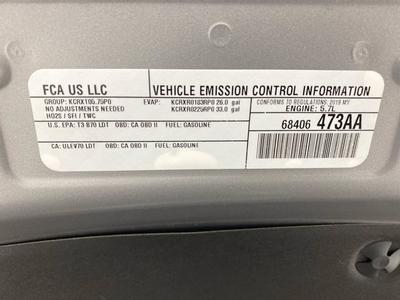 FCA US LLC VEHICLE EMISSION CONTROL INFORMATION
GROUP: KCRXT05.75P0 EVAP: KCRXR0183RP0 26.0 gal CONFORMS TO REGULATIONS: 2019 MY
NO ADJUSTMENTS NEEDED KCRXR0225RP0 33.0 gal ENGINE: 5.7L
HO2S / SFI / TWC
U.S. EPA: T3 B70 LDT OBD: CA OBD II FUEL: GASOLINE 68406 473AA
CA: ULEV70 LDT OBD: CA OBD II FUEL: GASOLINE